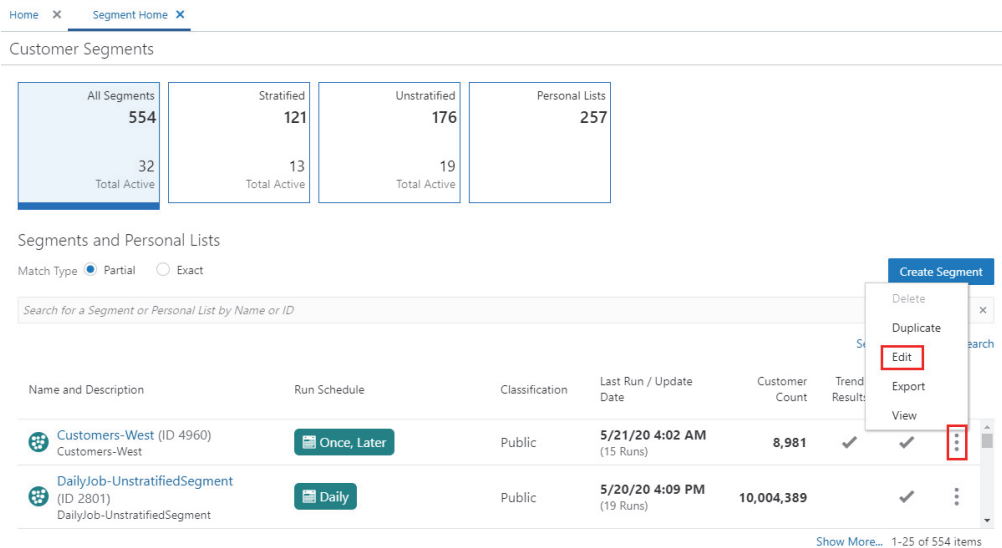 Home × Segment Home ×
Customer Segments
All Segments
554
32
Total Active
Stratified
121
13
Total Active
Unstratified
176
19
Total Active
Personal Lists
257
Segments and Personal Lists
Match Type Partial Exact
Create Segment
Search for a Segment or Personal List by Name or ID ×
Delete
Duplicate
Edit
Export
View
Name and Description
Run Schedule
Classification
Last Run / Update
Date
Customer
Count
Trend
Results
Customers-West (ID 4960)
Customers-West
Once, Later
Public
5/21/20 4:02 AM
(15 Runs)
8,981
DailyJob-UnstratifiedSegment
(ID 2801)
DailyJob-UnstratifiedSegment
Daily
Public
5/20/20 4:09 PM
(19 Runs)
10,004,389
Show More... 1-25 of 554 items